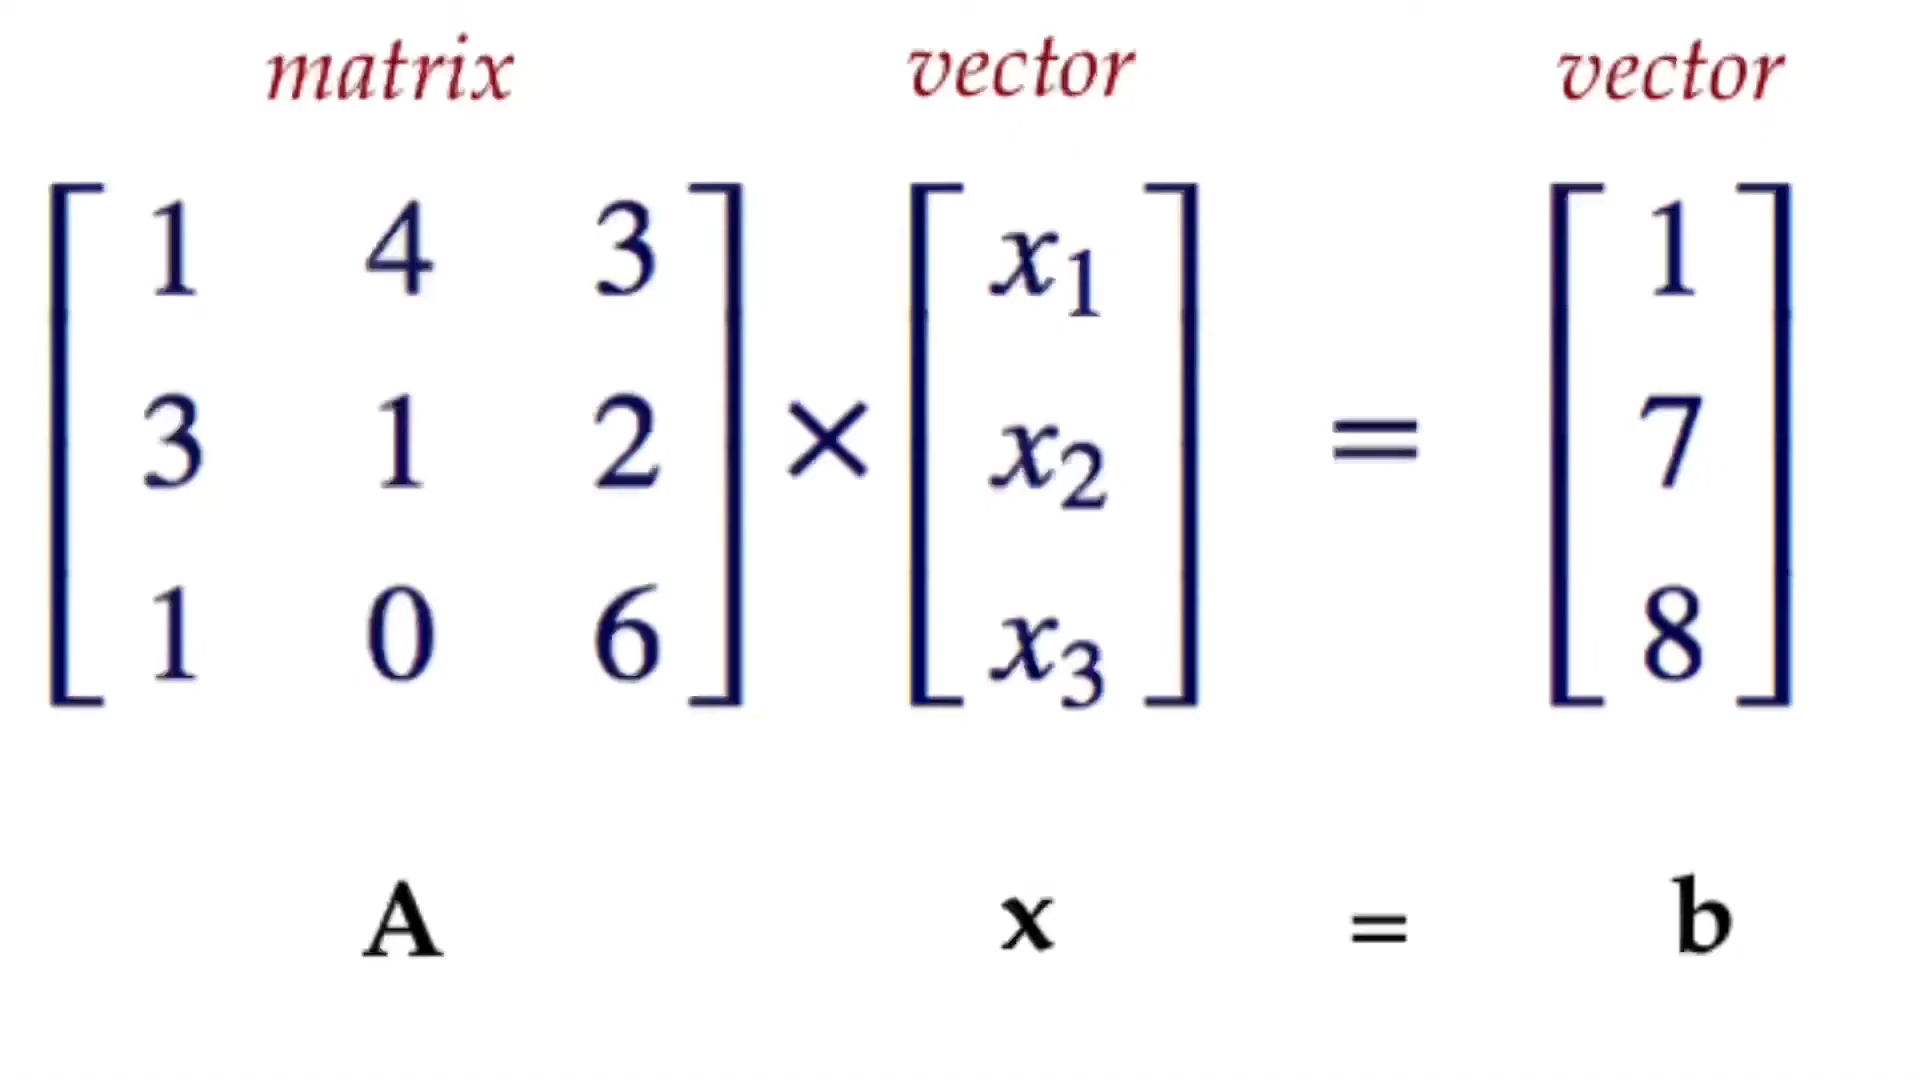 matrix vector vector
1 4 3 x1 1
3 1 2 × x2 = 7
1 0 6 x3 8
A x = b